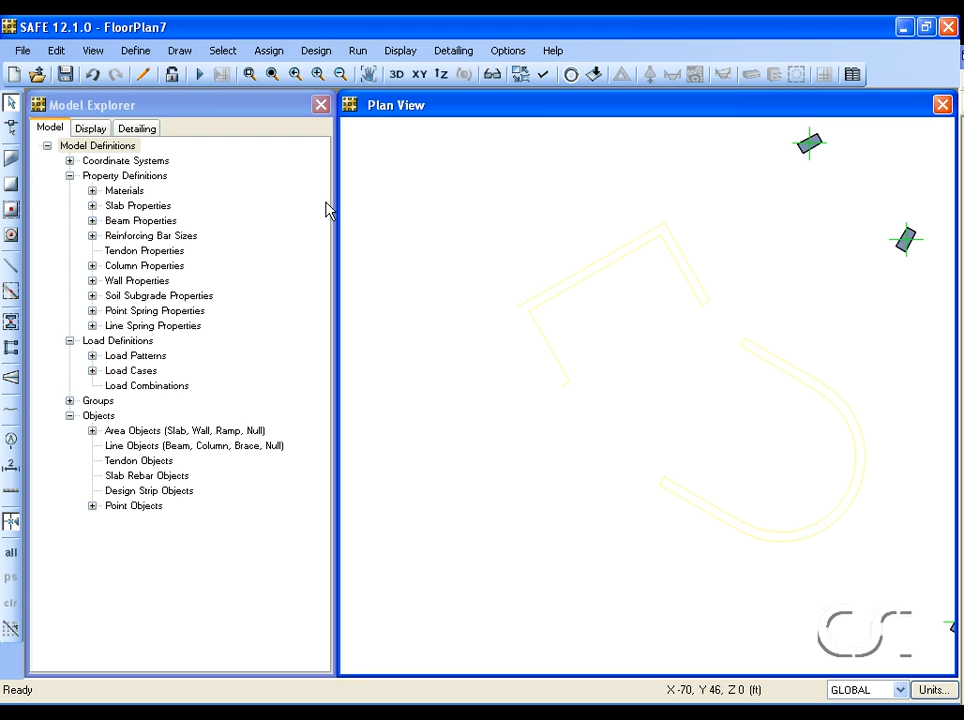 SAFE 12.1.0 - FloorPlan7
File Edit View Define Draw Select Assign Design Run Display Detailing Options Help
3D XY 1Z
Model Explorer
Plan View
Model Display Detailing
Model Definitions
Coordinate Systems
Property Definitions
Materials
Slab Properties
Beam Properties
Reinforcing Bar Sizes
Tendon Properties
Column Properties
Wall Properties
Soil Subgrade Properties
Point Spring Properties
Line Spring Properties
Load Definitions
Load Patterns
Load Cases
Load Combinations
Groups
Objects
Area Objects (Slab, Wall, Ramp, Null)
Line Objects (Beam, Column, Brace, Null)
Tendon Objects
Slab Rebar Objects
Design Strip Objects
Point Objects
A
2
all
ps
clr
CSI
Ready
X -70, Y 46, Z 0 (ft)
GLOBAL
Units...